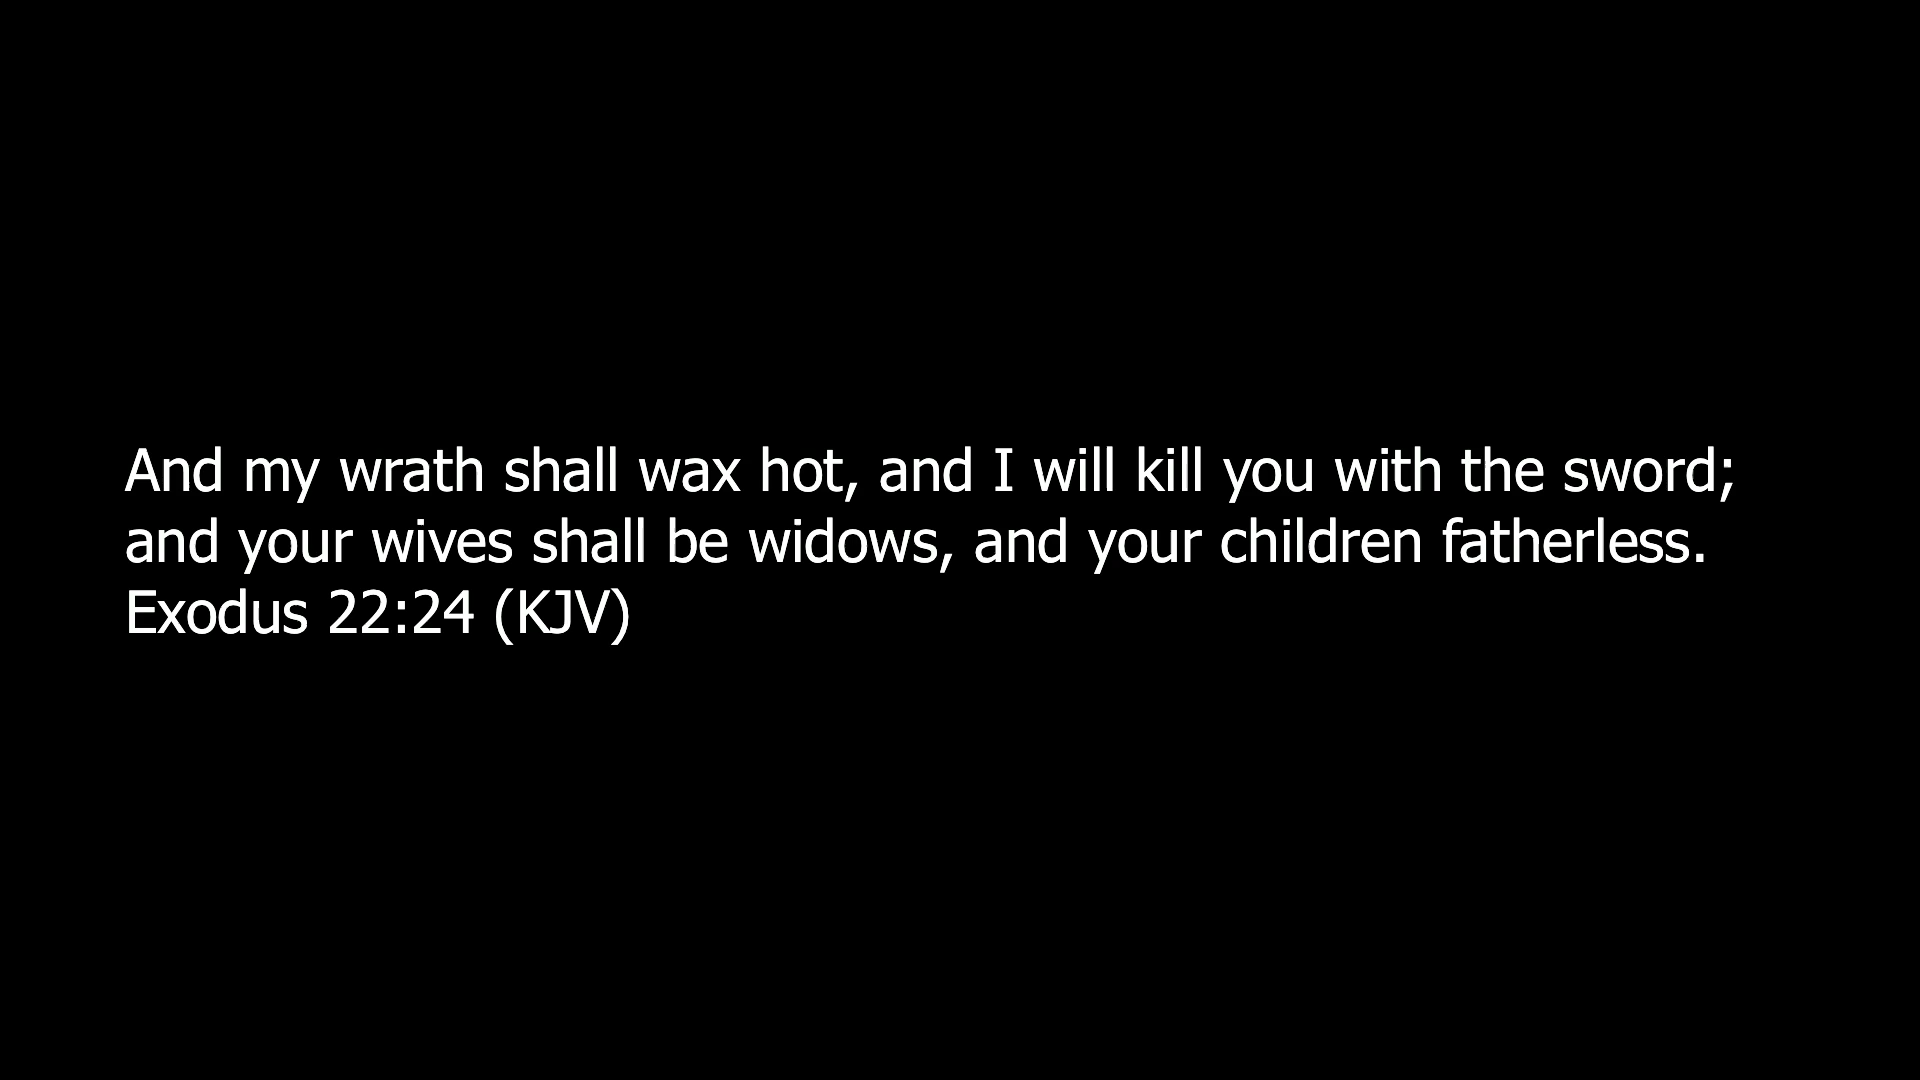 And my wrath shall wax hot, and I will kill you with the sword;
and your wives shall be widows, and your children fatherless.
Exodus 22:24 (KJV)